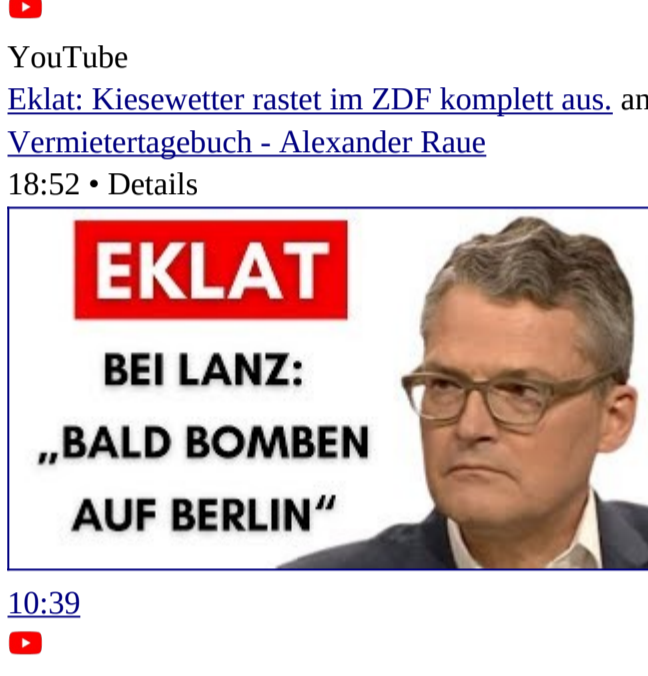 YouTube
Eklat: Kiesewetter rastet im ZDF komplett aus. an
Vermietertagebuch - Alexander Raue
18:52 • Details
EKLAT
BEI LANZ:
„BALD BOMBEN
AUF BERLIN“
10:39